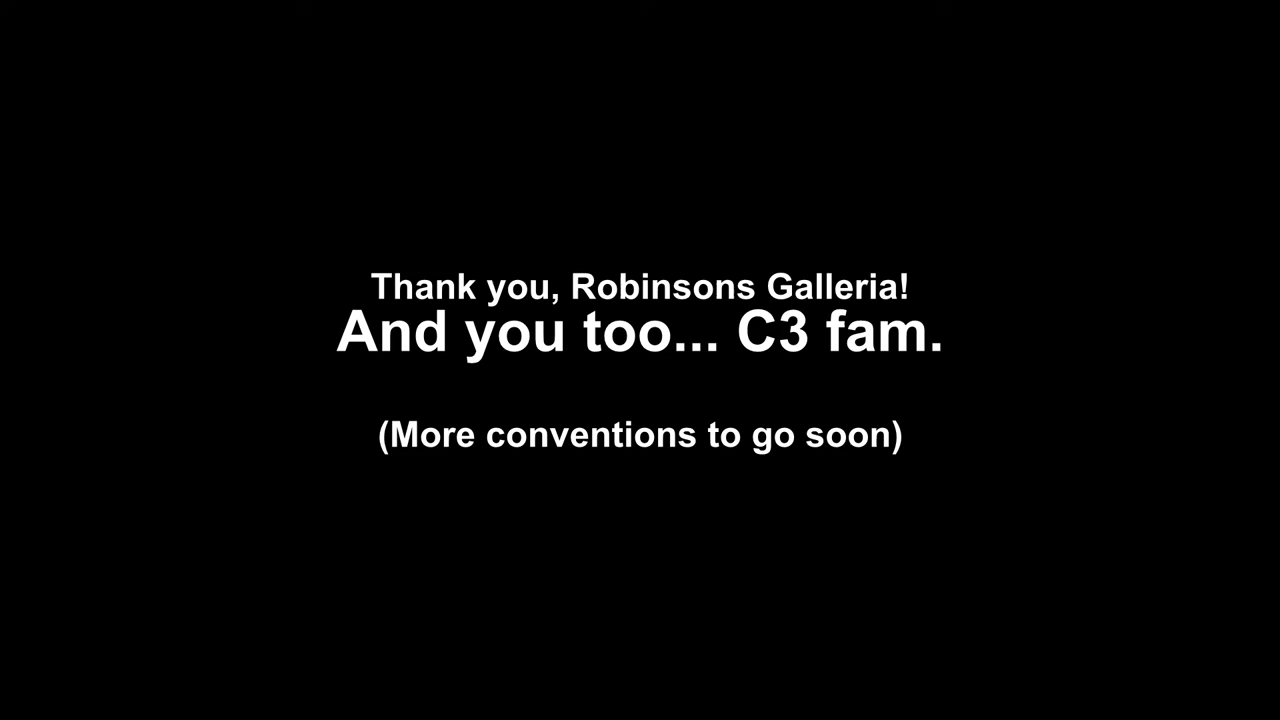 Thank you, Robinsons Galleria!
And you too... C3 fam.
(More conventions to go soon)